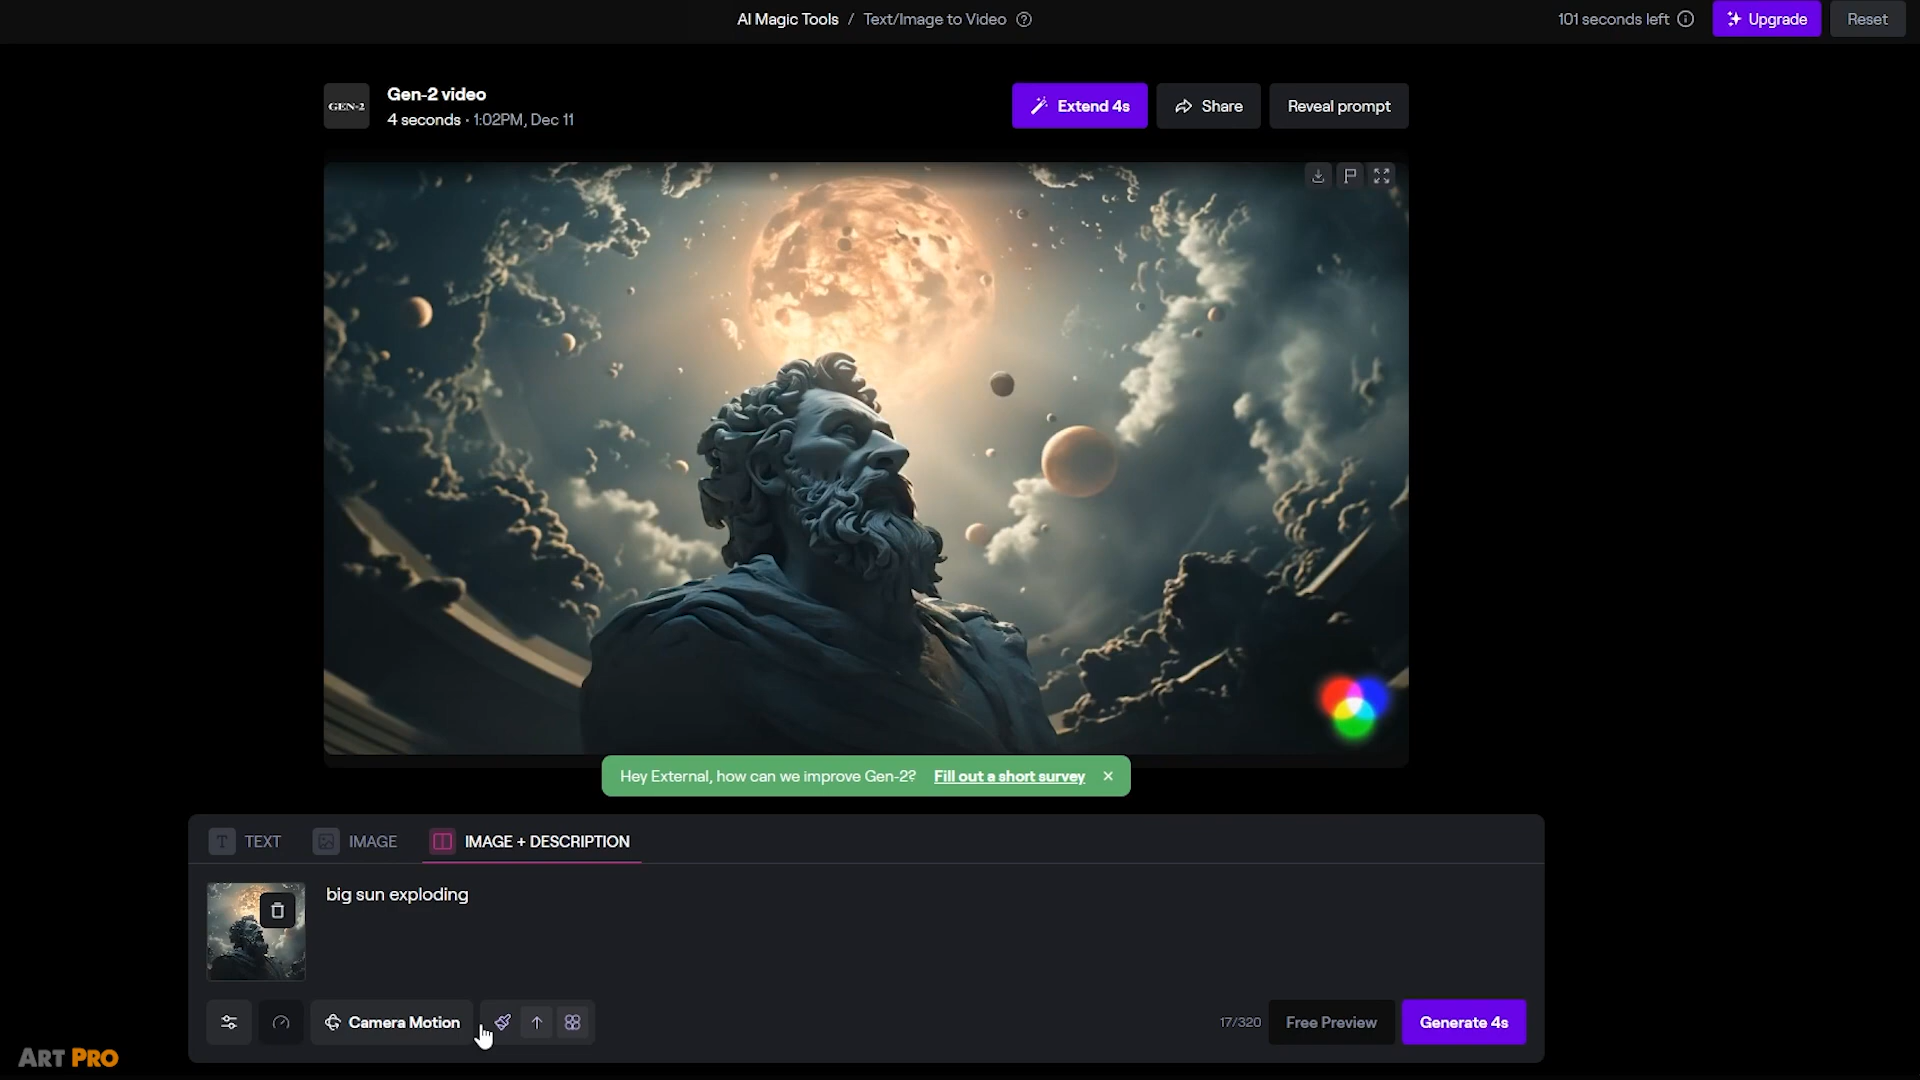 AI Magic Tools / Text/Image to Video
101 seconds left
Upgrade
Reset
GEN-2
Gen-2 video
4 seconds · 1:02PM, Dec 11
Extend 4s
Share
Reveal prompt
Hey External, how can we improve Gen-2? Fill out a short survey
TEXT
IMAGE
IMAGE + DESCRIPTION
big sun exploding
Camera Motion
17/320
Free Preview
Generate 4s
ART PRO